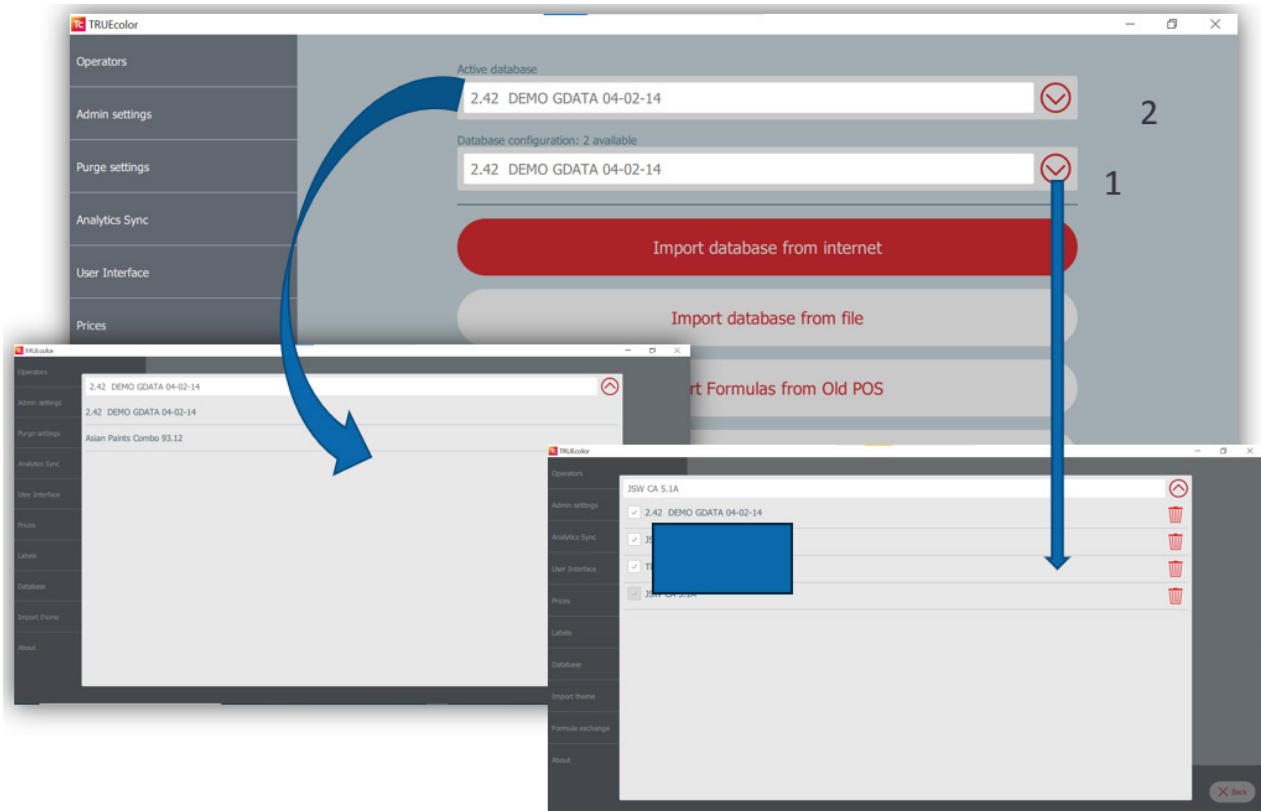 Tc TRUEcolor
Operators
Admin settings
Purge settings
Analytics Sync
User Interface
Prices
Active database
2.42 DEMO GDATA 04-02-14
2
Database configuration: 2 available
2.42 DEMO GDATA 04-02-14
1
Import database from internet
Import database from file
Formulas from Old POS
TRUEcolor
Operators
Admin settings
Purge settings
Analytics Sync
User Interface
Prices
Labels
Database
Import theme
About
2.42 DEMO GDATA 04-02-14
2.42 DEMO GDATA 04-02-14
Asian Paints Combo 93.12
TRUEcolor
Operators
Admin settings
Analytics Sync
User Interface
Prices
Labels
Database
Import theme
Formula exchange
About
JSW CA 5.1A
2.42 DEMO GDATA 04-02-14
JSW CA 5.1A
Back